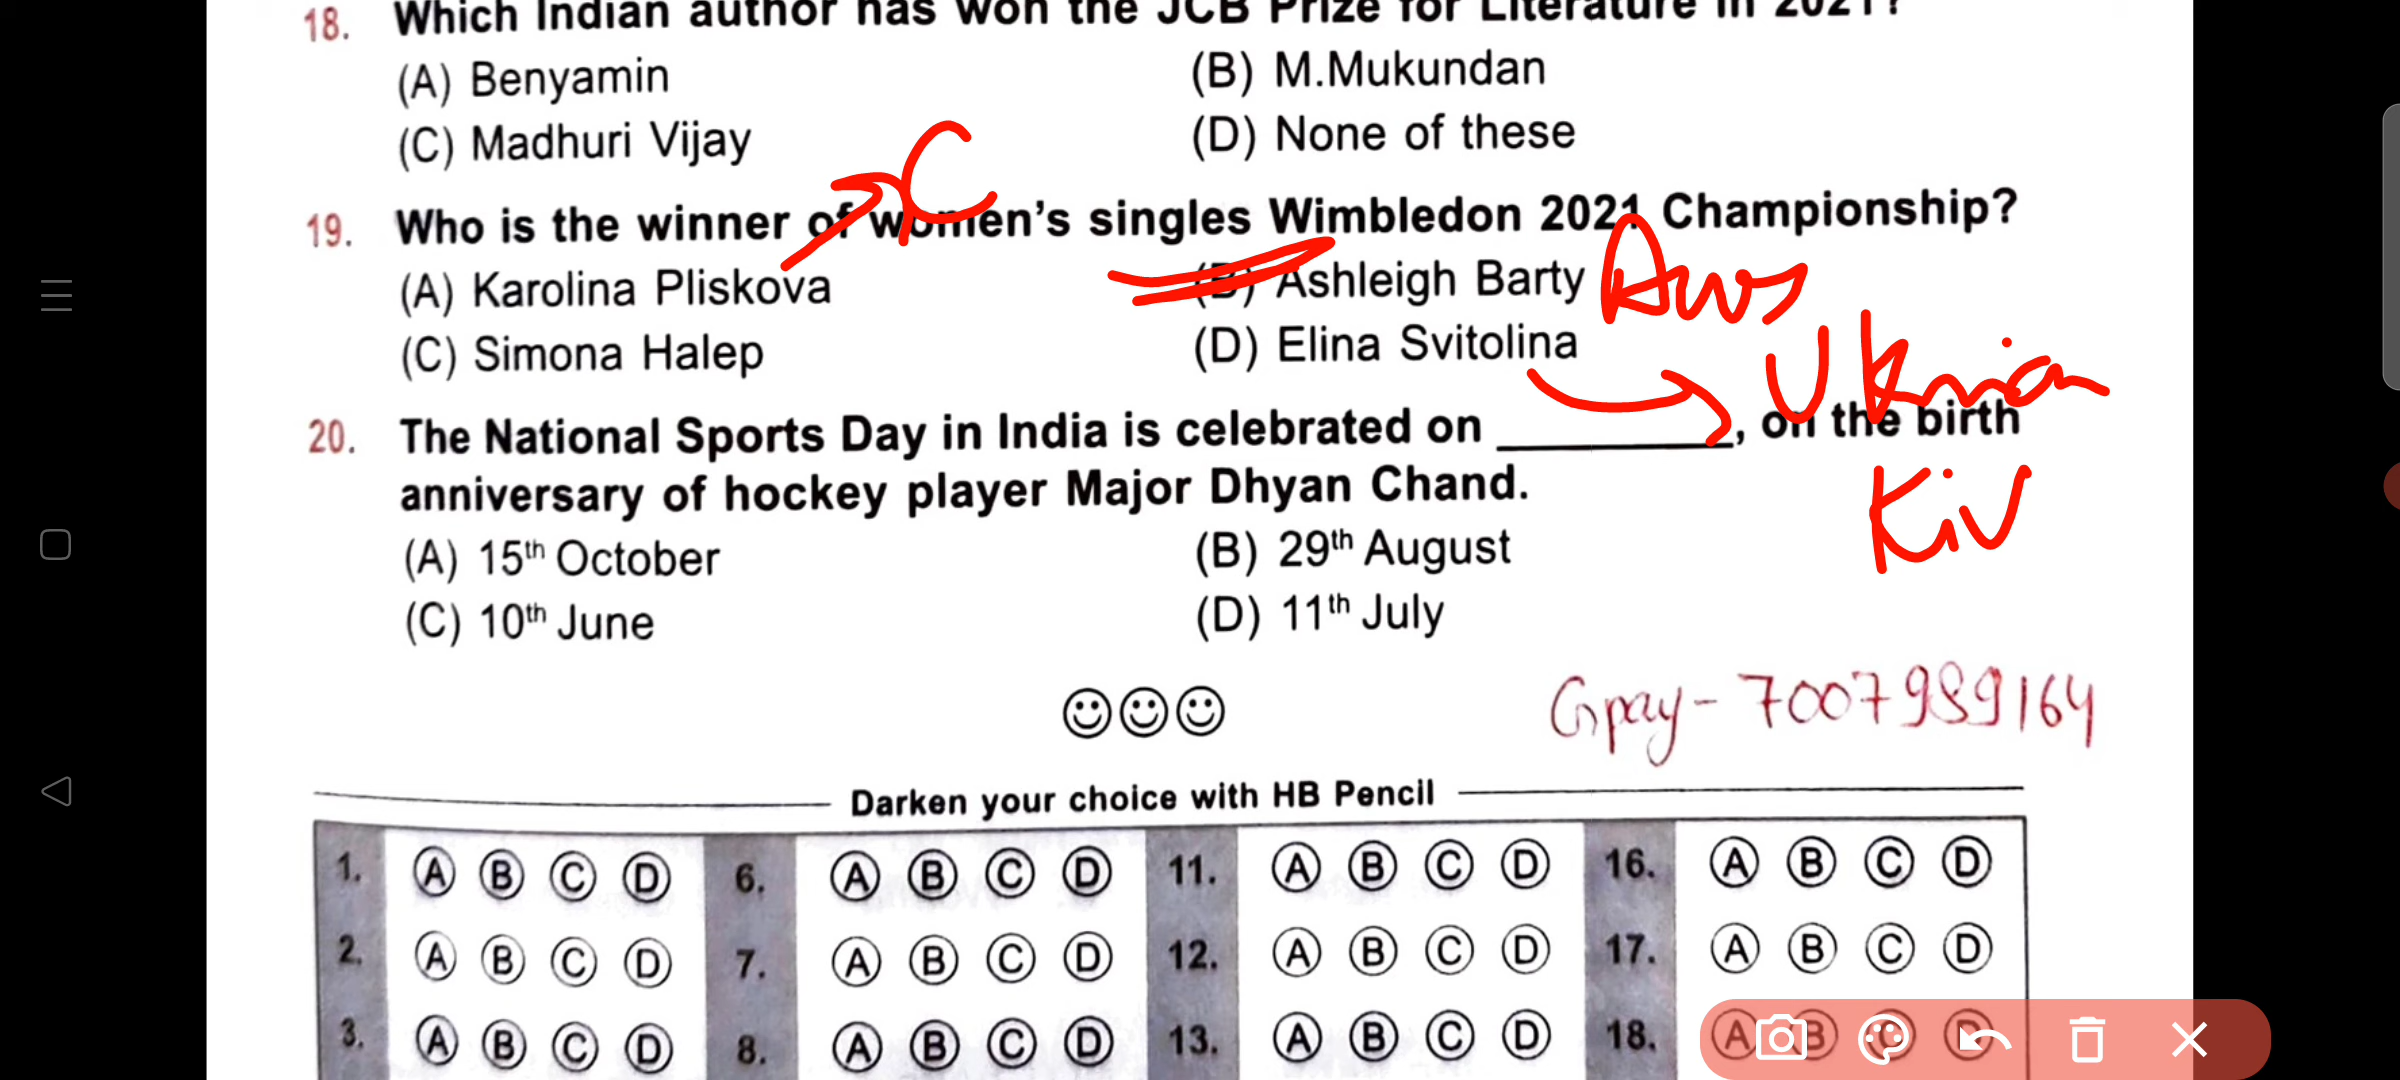 18. Which Indian author has won the JCB Prize for Literature in 2021?
(A) Benyamin (B) M.Mukundan
(C) Madhuri Vijay (D) None of these
C
19. Who is the winner of women's singles Wimbledon 2021 Championship?
(A) Karolina Pliskova (B) Ashleigh Barty Aus
(C) Simona Halep (D) Elina Svitolina
20. The National Sports Day in India is celebrated on ________, on the birth
anniversary of hockey player Major Dhyan Chand.
Kiv
(A) 15th October (B) 29th August
(C) 10th June (D) 11th July
Gpay - 7007989164
Darken your choice with HB Pencil
1. A B C D 6. A B C D 11. A B C D 16. A B C D
2. A B C D 7. A B C D 12. A B C D 17. A B C D
3. A B C D 8. A B C D 13. A B C D 18. A B C D